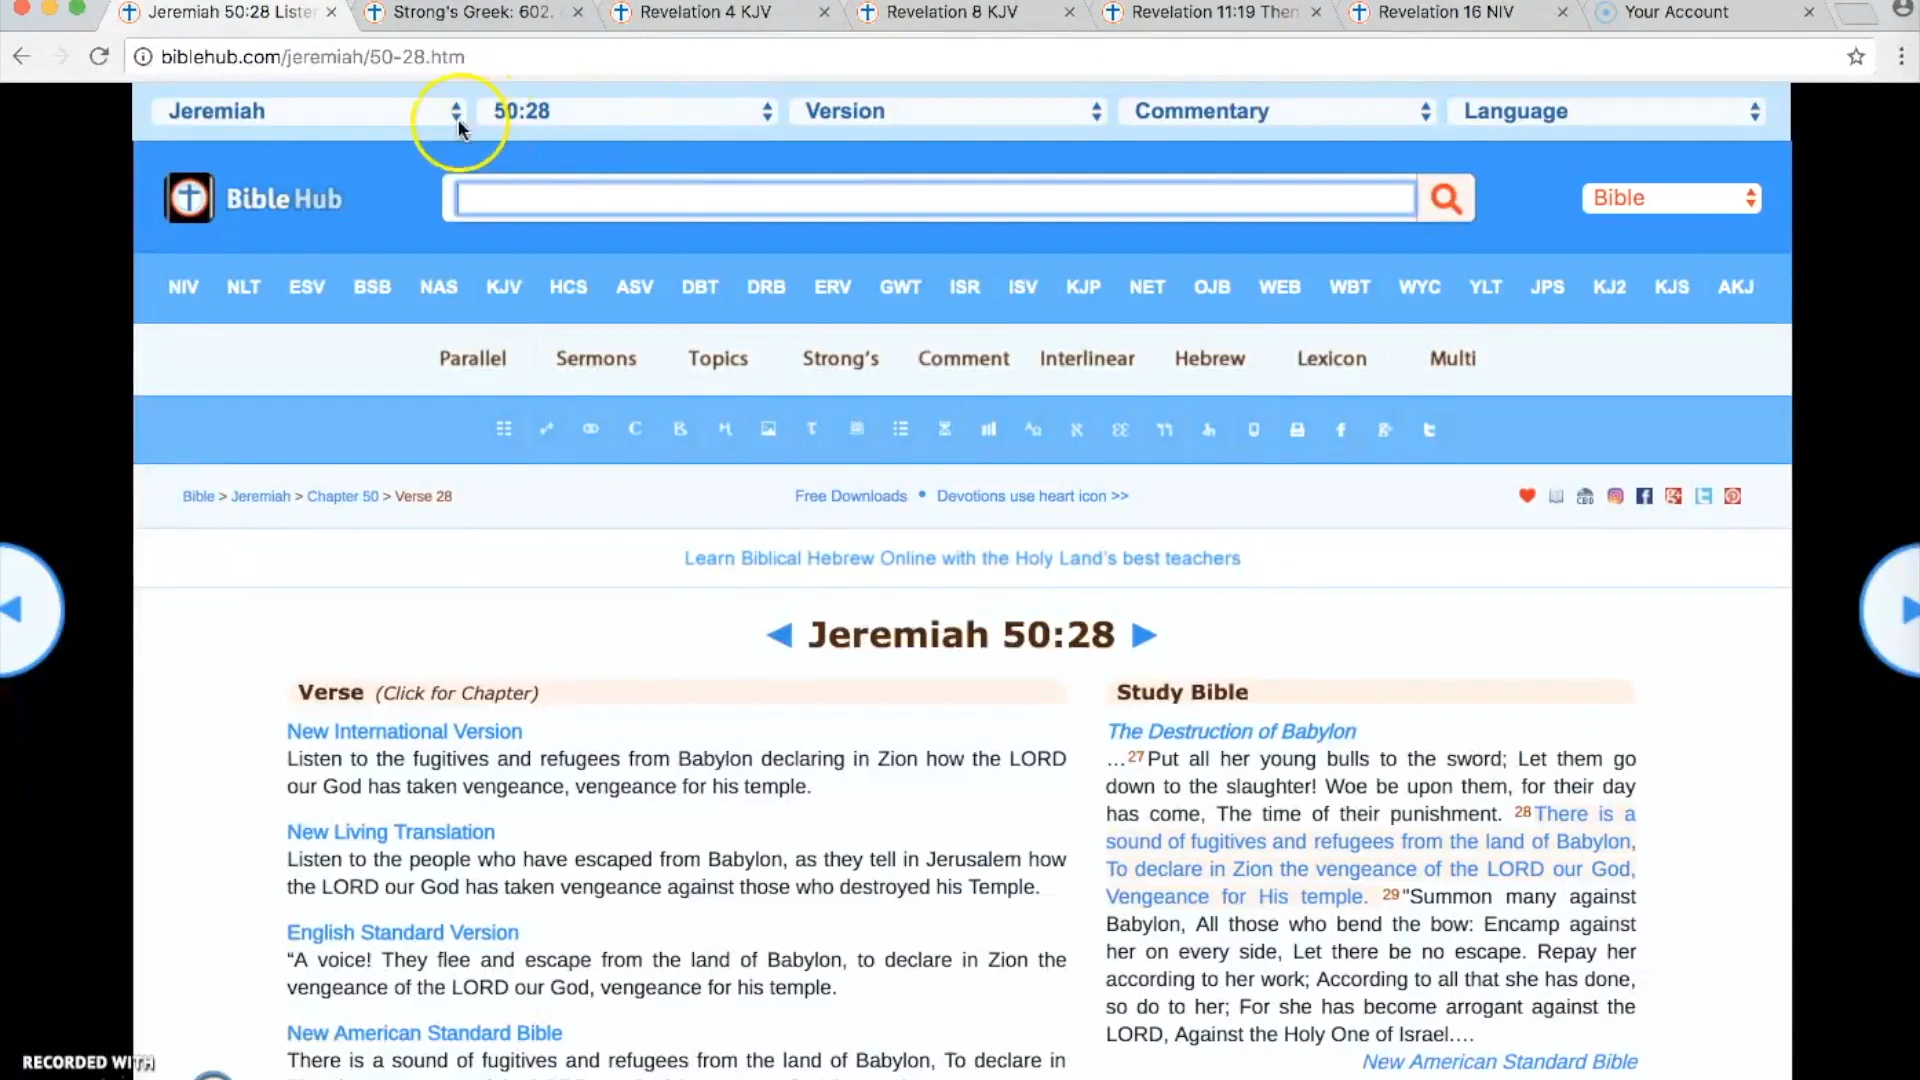 Jeremiah 50:28 Listen
Strong's Greek: 602.
Revelation 4 KJV
Revelation 8 KJV
Revelation 11:19 Then
Revelation 16 NIV
Your Account
biblehub.com/jeremiah/50-28.htm
Jeremiah 50:28 Version Commentary Language
Bible Hub
Bible
NIV NLT ESV BSB NAS KJV HCS ASV DBT DRB ERV GWT ISR ISV KJP NET OJB WEB WBT WYC YLT JPS KJ2 KJS AKJ
Parallel Sermons Topics Strong's Comment Interlinear Hebrew Lexicon Multi
Bible > Jeremiah > Chapter 50 > Verse 28
Free Downloads • Devotions use heart icon >>
Learn Biblical Hebrew Online with the Holy Land's best teachers
Jeremiah 50:28
Verse (Click for Chapter)
New International Version
Listen to the fugitives and refugees from Babylon declaring in Zion how the LORD
our God has taken vengeance, vengeance for his temple.
New Living Translation
Listen to the people who have escaped from Babylon, as they tell in Jerusalem how
the LORD our God has taken vengeance against those who destroyed his Temple.
English Standard Version
“A voice! They flee and escape from the land of Babylon, to declare in Zion the
vengeance of the LORD our God, vengeance for his temple.
New American Standard Bible
There is a sound of fugitives and refugees from the land of Babylon, To declare in
Study Bible
The Destruction of Babylon
…27Put all her young bulls to the sword; Let them go
down to the slaughter! Woe be upon them, for their day
has come, The time of their punishment. 28There is a
sound of fugitives and refugees from the land of Babylon,
To declare in Zion the vengeance of the LORD our God,
Vengeance for His temple. 29"Summon many against
Babylon, All those who bend the bow: Encamp against
her on every side, Let there be no escape. Repay her
according to her work; According to all that she has done,
so do to her; For she has become arrogant against the
LORD, Against the Holy One of Israel.…
New American Standard Bible
RECORDED WITH